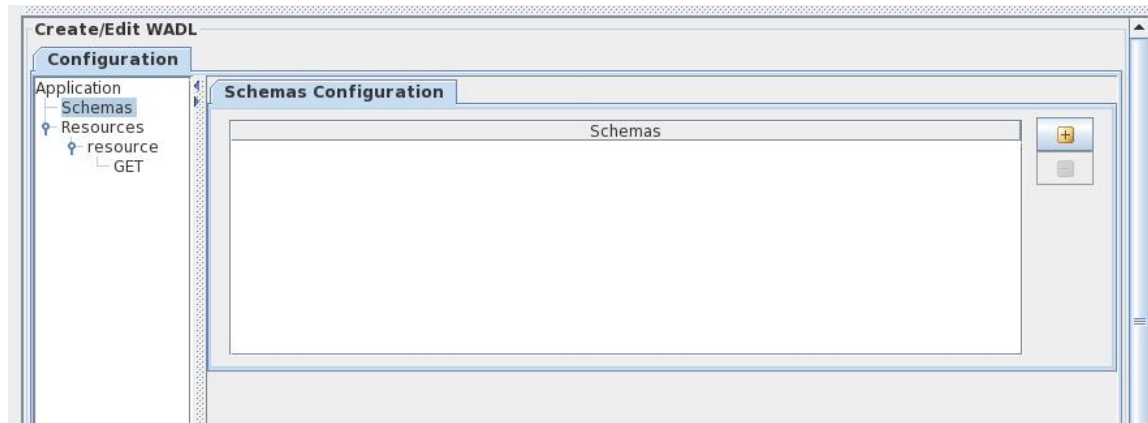 Create/Edit WADL
Configuration
Application
Schemas
Resources
resource
GET
Schemas Configuration
Schemas